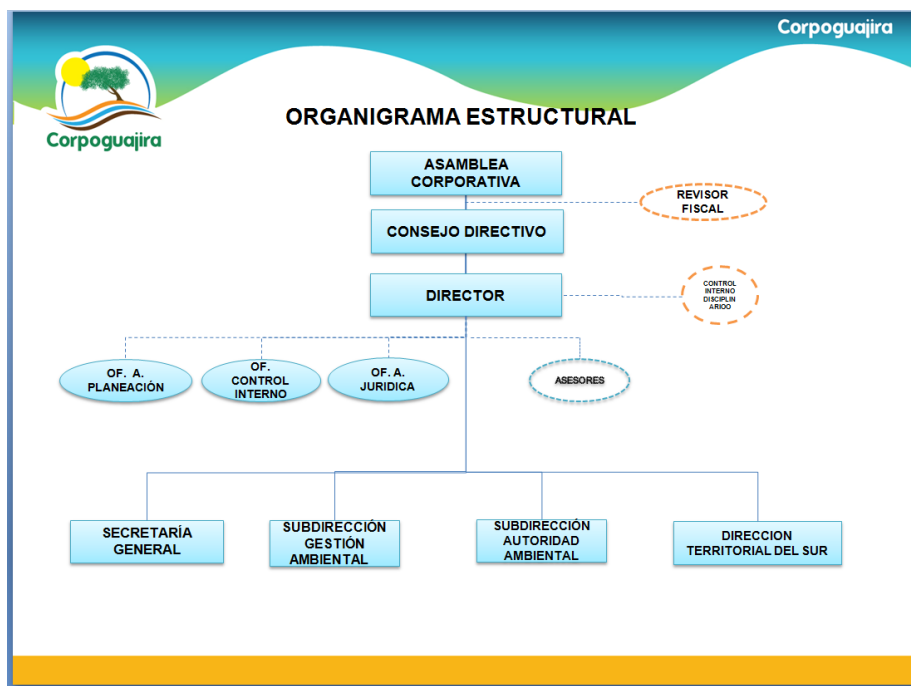 Corpoguajira
Corpoguajira
ORGANIGRAMA ESTRUCTURAL
ASAMBLEA
CORPORATIVA
REVISOR
FISCAL
CONSEJO DIRECTIVO
DIRECTOR
CONTROL
INTERNO
DISCIPLIN
ARIOO
OF. A.
PLANEACIÓN
OF.
CONTROL
INTERNO
OF. A.
JURIDICA
ASESORES
SECRETARÍA
GENERAL
SUBDIRECCIÓN
GESTIÓN
AMBIENTAL
SUBDIRECCIÓN
AUTORIDAD
AMBIENTAL
DIRECCION
TERRITORIAL DEL SUR